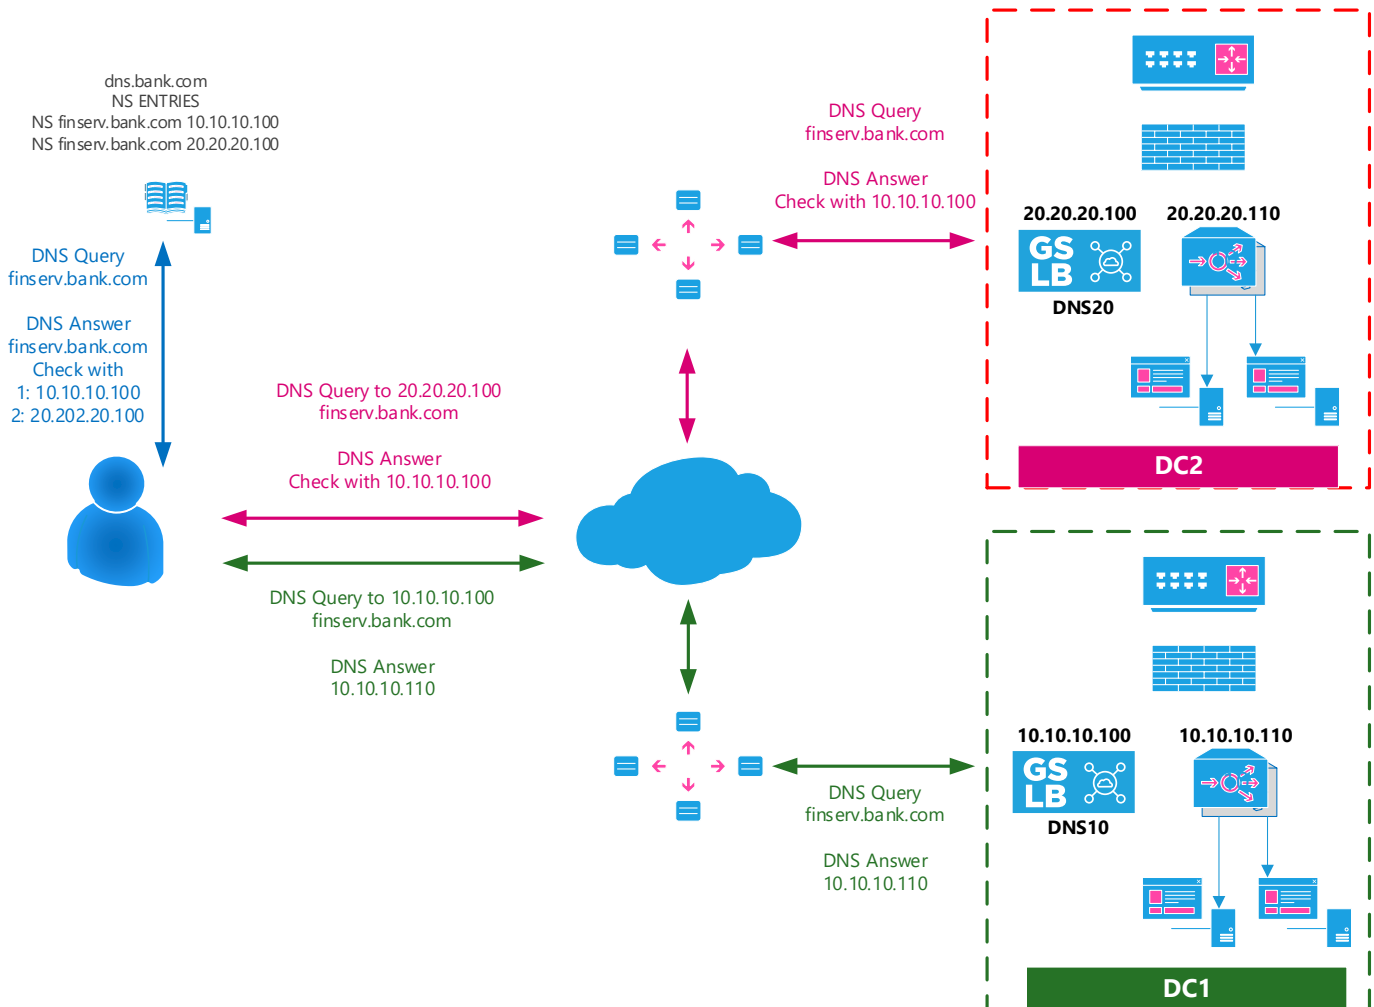 dns.bank.com
NS ENTRIES
NS finserv.bank.com 10.10.10.100
NS finserv.bank.com 20.20.20.100
DNS Query
finserv.bank.com
DNS Answer
finserv.bank.com
Check with
1: 10.10.10.100
2: 20.202.20.100
DNS Query to 20.20.20.100
finserv.bank.com
DNS Answer
Check with 10.10.10.100
DNS Query to 10.10.10.100
finserv.bank.com
DNS Answer
10.10.10.110
DNS Query
finserv.bank.com
DNS Answer
Check with 10.10.10.100
20.20.20.100
20.20.20.110
GS
LB
DNS20
DC2
DNS Query
finserv.bank.com
DNS Answer
10.10.10.110
10.10.10.100
10.10.10.110
GS
LB
DNS10
DC1